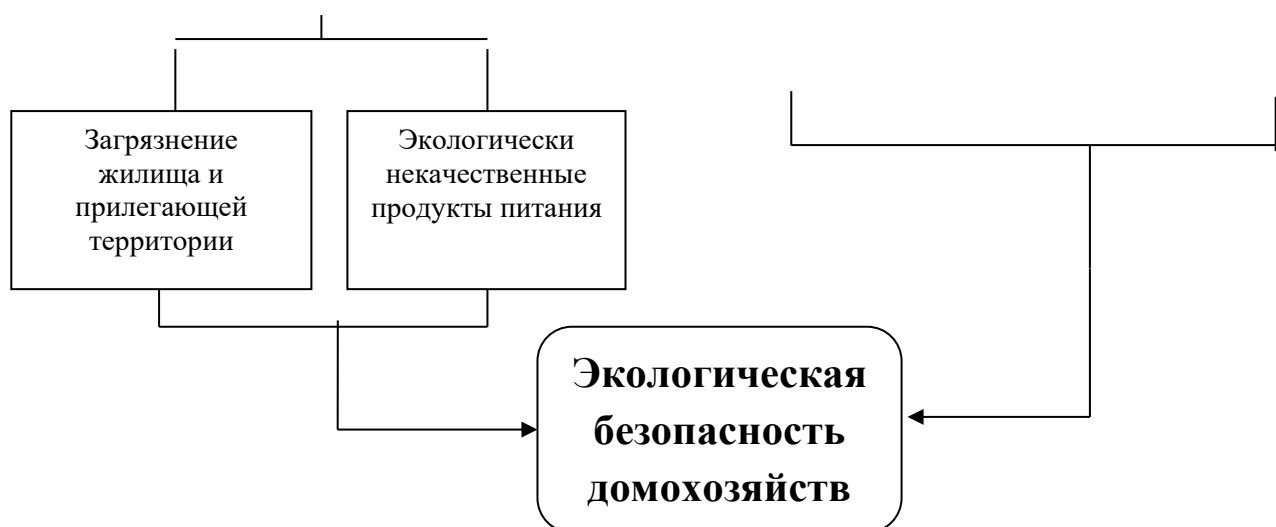 Загрязнение
жилища и
прилегающей
территории
Экологически
некачественные
продукты питания
Экологическая
безопасность
домохозяйств